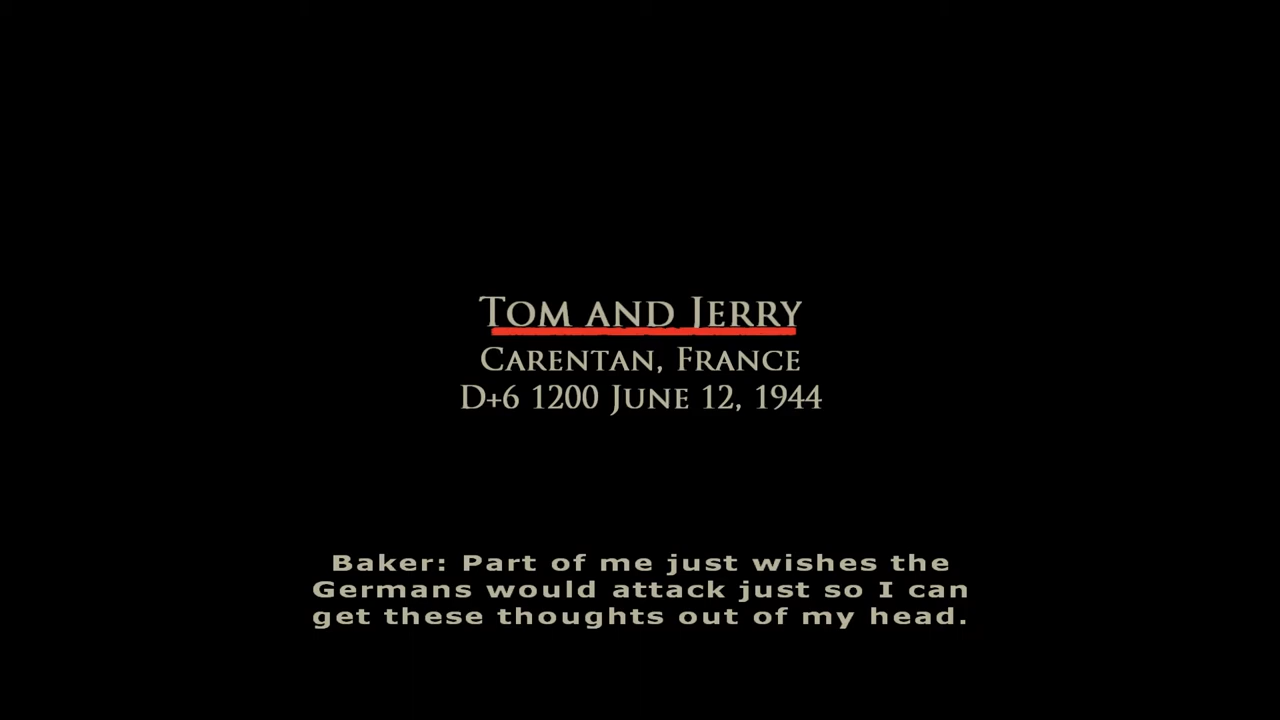 Tom and Jerry
Carentan, France
D+6 1200 June 12, 1944
Baker: Part of me just wishes the
Germans would attack just so I can
get these thoughts out of my head.